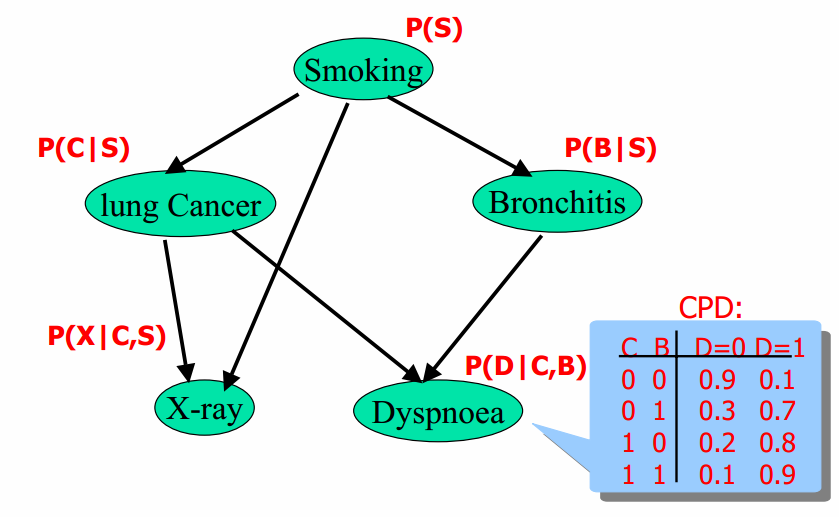 P(S)
Smoking
P(C|S)
P(B|S)
lung Cancer
Bronchitis
CPD:
P(X|C,S)
P(D|C,B)
X-ray
Dyspnoea
C B D=0 D=1
0 0 0.9 0.1
0 1 0.3 0.7
1 0 0.2 0.8
1 1 0.1 0.9